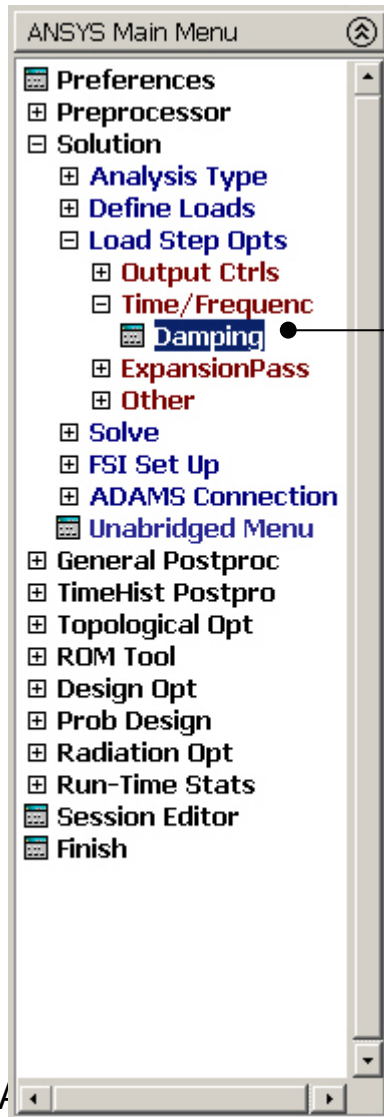 ANSYS Main Menu
Preferences
Preprocessor
Solution
Analysis Type
Define Loads
Load Step Opts
Output Ctrls
Time/Frequenc
Damping
ExpansionPass
Other
Solve
FSI Set Up
ADAMS Connection
Unabridged Menu
General Postproc
TimeHist Postpro
Topological Opt
ROM Tool
Design Opt
Prob Design
Radiation Opt
Run-Time Stats
Session Editor
Finish